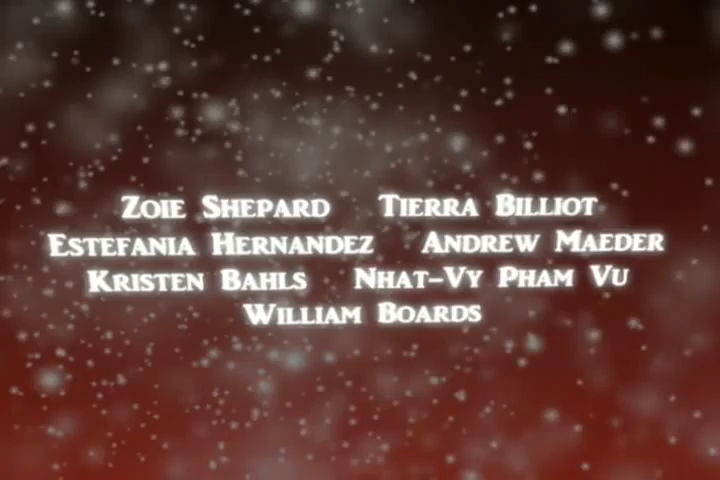 Zoie Shepard Tierra Billiot
Estefania Hernandez Andrew Maeder
Kristen Bahls Nhat-Vy Pham Vu
William Boards